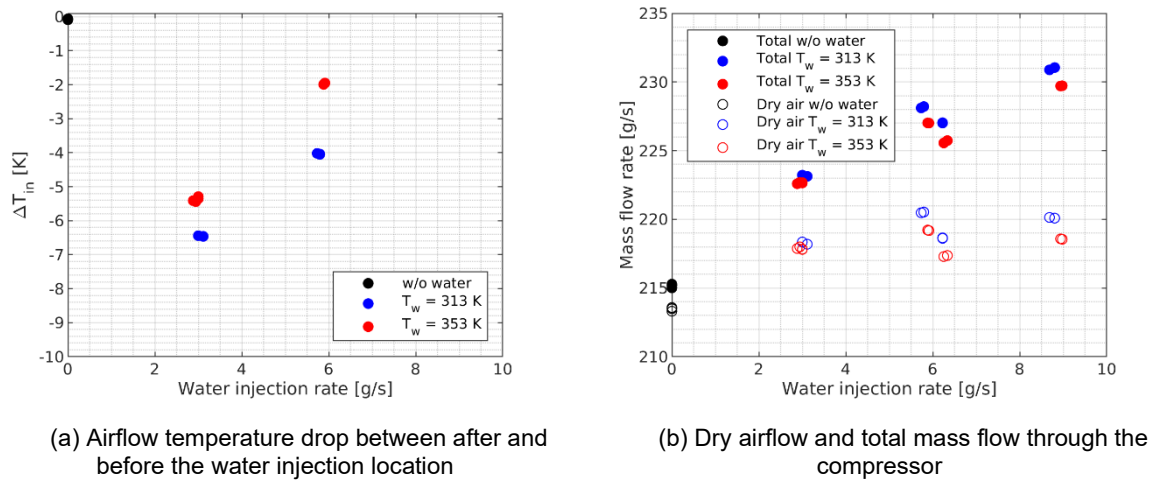 0
-1
-2
-3
-4
-5
-6
-7
-8
-9
-10
ΔT_in [K]
0 2 4 6 8 10
Water injection rate [g/s]
w/o water
T_w = 313 K
T_w = 353 K
(a) Airflow temperature drop between after and
before the water injection location
235
230
225
220
215
210
Mass flow rate [g/s]
0 2 4 6 8 10
Water injection rate [g/s]
Total w/o water
Total T_w = 313 K
Total T_w = 353 K
Dry air w/o water
Dry air T_w = 313 K
Dry air T_w = 353 K
(b) Dry airflow and total mass flow through the
compressor